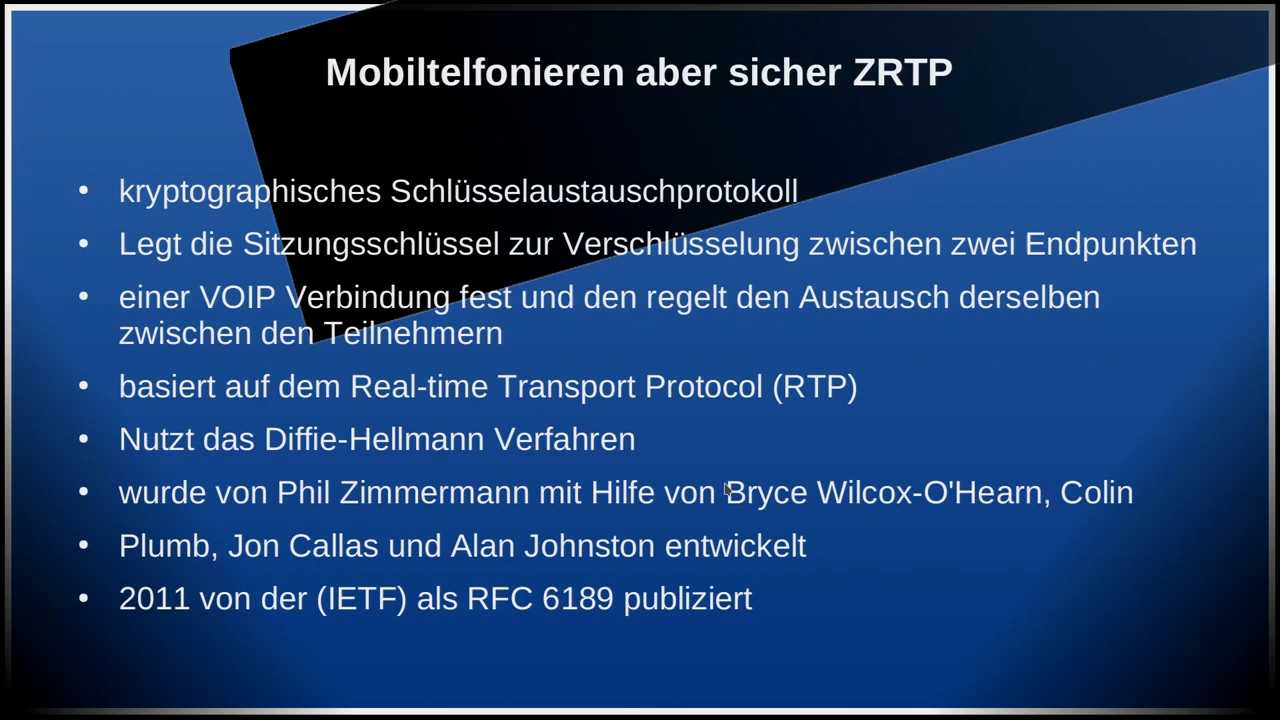 Mobiltelfonieren aber sicher ZRTP
• kryptographisches Schlüsselaustauschprotokoll
• Legt die Sitzungsschlüssel zur Verschlüsselung zwischen zwei Endpunkten
• einer VOIP Verbindung fest und den regelt den Austausch derselben
zwischen den Teilnehmern
• basiert auf dem Real-time Transport Protocol (RTP)
• Nutzt das Diffie-Hellmann Verfahren
• wurde von Phil Zimmermann mit Hilfe von Bryce Wilcox-O'Hearn, Colin
• Plumb, Jon Callas und Alan Johnston entwickelt
• 2011 von der (IETF) als RFC 6189 publiziert